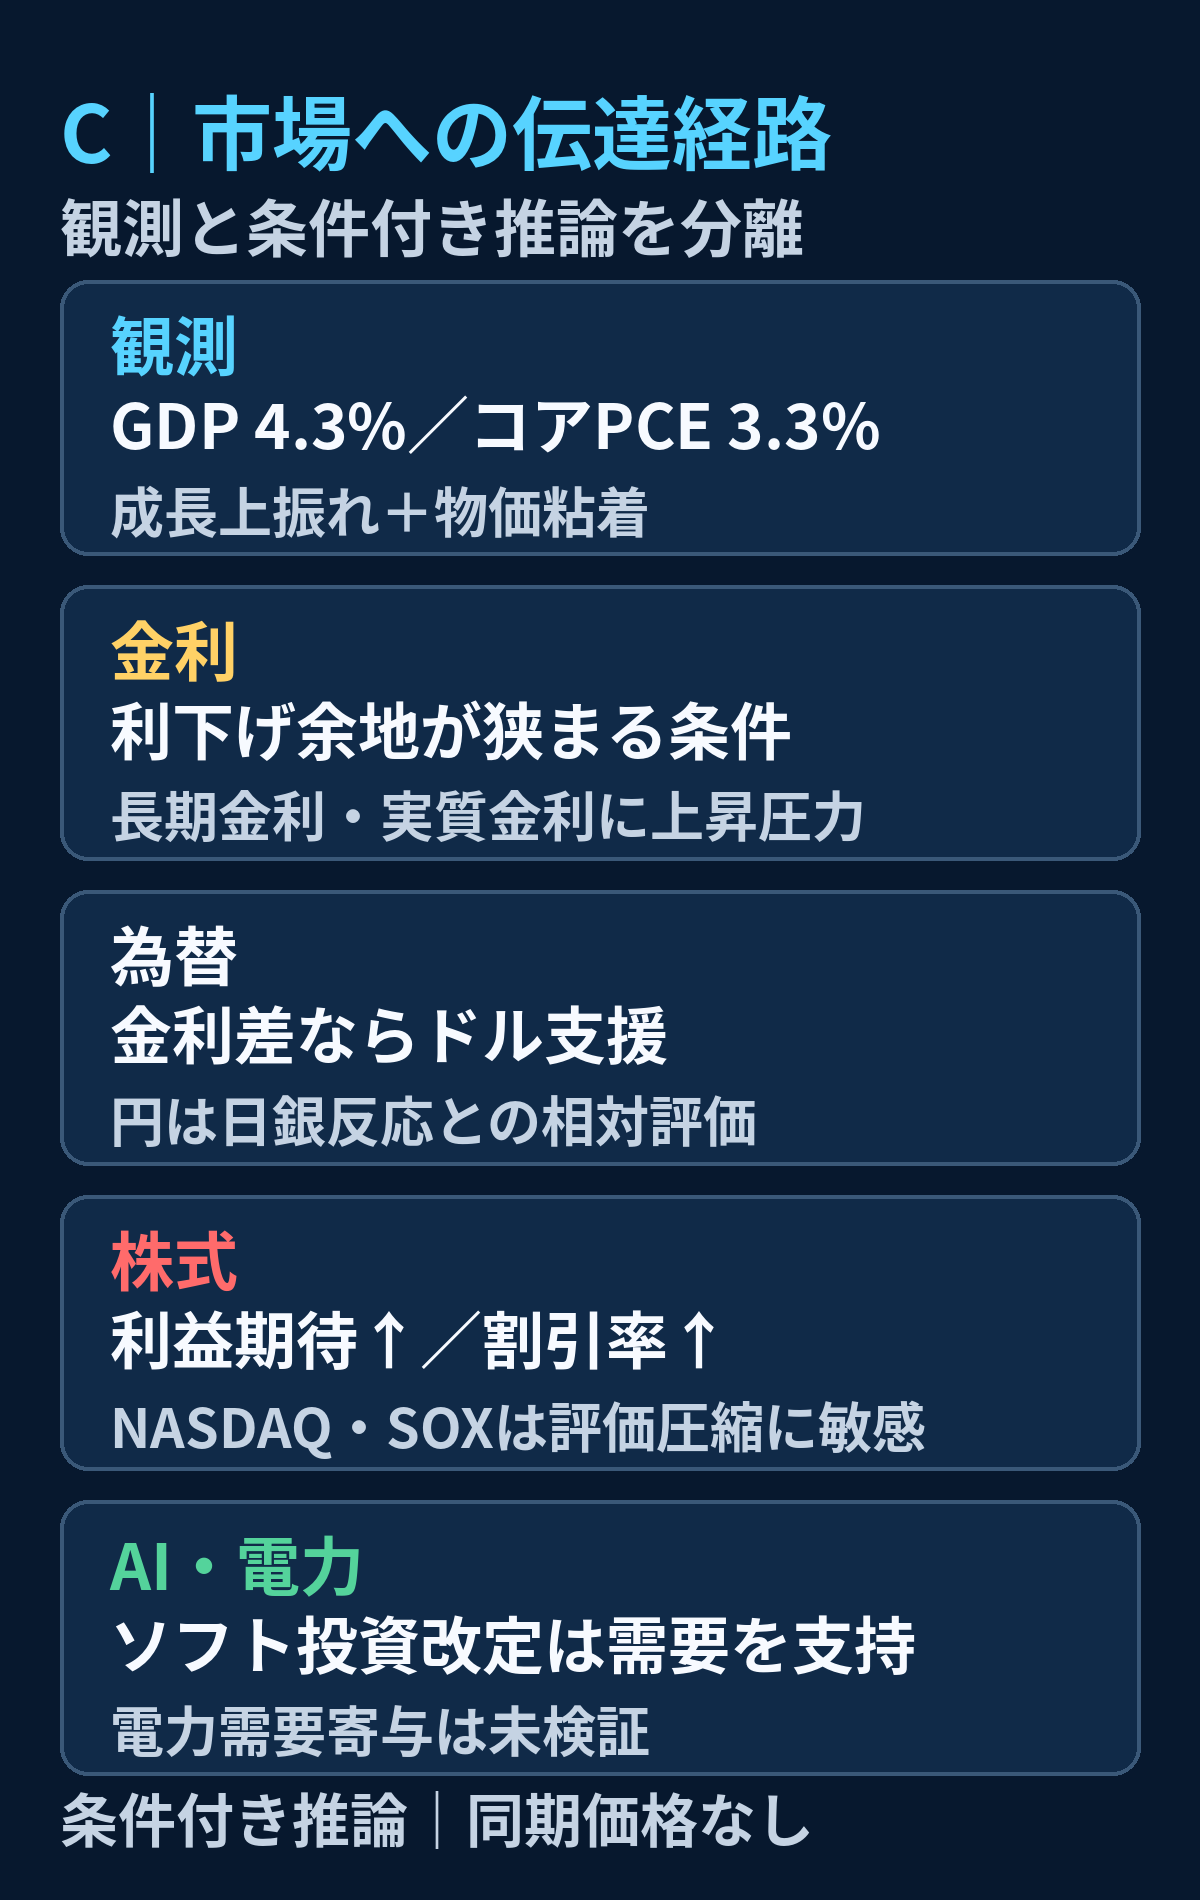 C｜市場への伝達経路
観測と条件付き推論を分離
観測
GDP 4.3%／コアPCE 3.3%
成長上振れ＋物価粘着
金利
利下げ余地が狭まる条件
長期金利・実質金利に上昇圧力
為替
金利差ならドル支援
円は日銀反応との相対評価
株式
利益期待↑／割引率↑
NASDAQ・SOXは評価圧縮に敏感
AI・電力
ソフト投資改定は需要を支持
電力需要寄与は未検証
条件付き推論｜同期価格なし